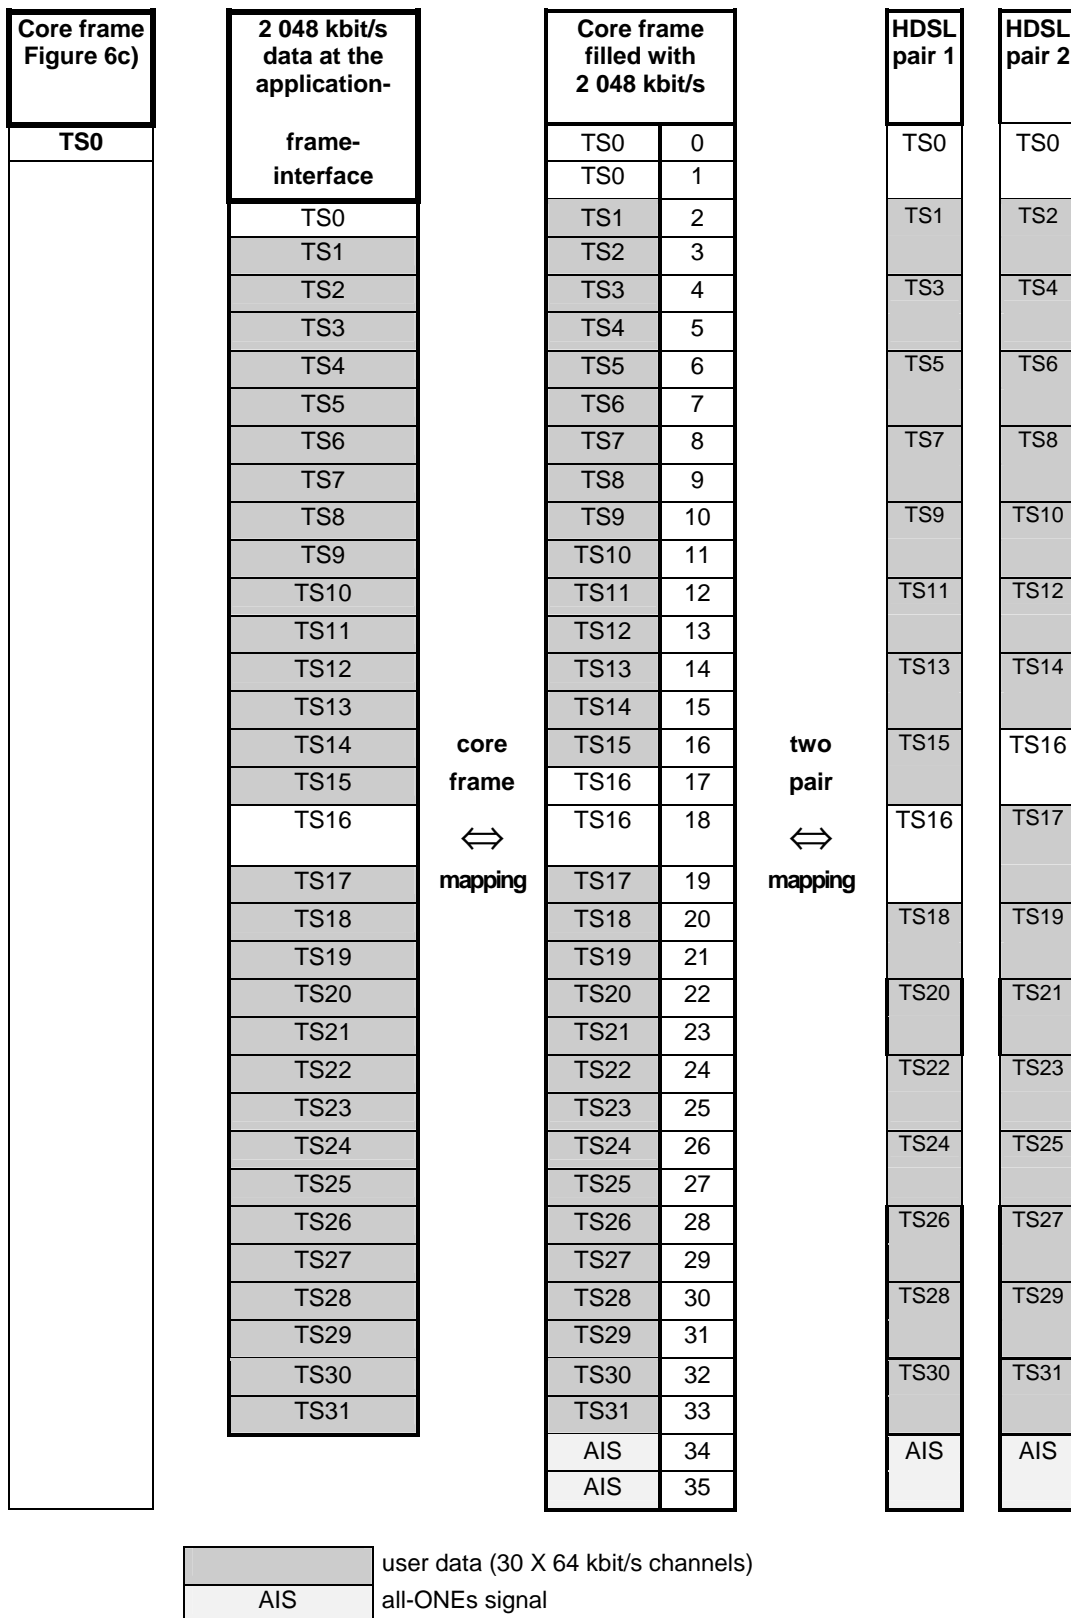 Core frame
Figure 6c)
2 048 kbit/s
data at the
application-
frame-
interface
Core frame
filled with
2 048 kbit/s
HDSL
pair 1
HDSL
pair 2
TS0 TS0 0 TS0 TS0
TS0 1
TS0 TS1 2 TS1 TS2
TS1 TS2 3
TS2 TS3 4 TS3 TS4
TS3 TS4 5
TS4 TS5 6 TS5 TS6
TS5 TS6 7
TS6 TS7 8 TS7 TS8
TS7 TS8 9
TS8 TS9 10 TS9 TS10
TS9 TS10 11
TS10 TS11 12 TS11 TS12
TS11 TS12 13
TS12 TS13 14 TS13 TS14
TS13 TS14 15
TS14 core TS15 16 two TS15 TS16
TS15 frame TS16 17 pair
TS16 ⇔ TS16 18 ⇔ TS16 TS17
TS17 mapping TS17 19 mapping
TS18 TS18 20 TS18 TS19
TS19 TS19 21
TS20 TS20 22 TS20 TS21
TS21 TS21 23
TS22 TS22 24 TS22 TS23
TS23 TS23 25
TS24 TS24 26 TS24 TS25
TS25 TS25 27
TS26 TS26 28 TS26 TS27
TS27 TS27 29
TS28 TS28 30 TS28 TS29
TS29 TS29 31
TS30 TS30 32 TS30 TS31
TS31 TS31 33
AIS 34 AIS AIS
AIS 35
user data (30 X 64 kbit/s channels)
AIS all-ONEs signal